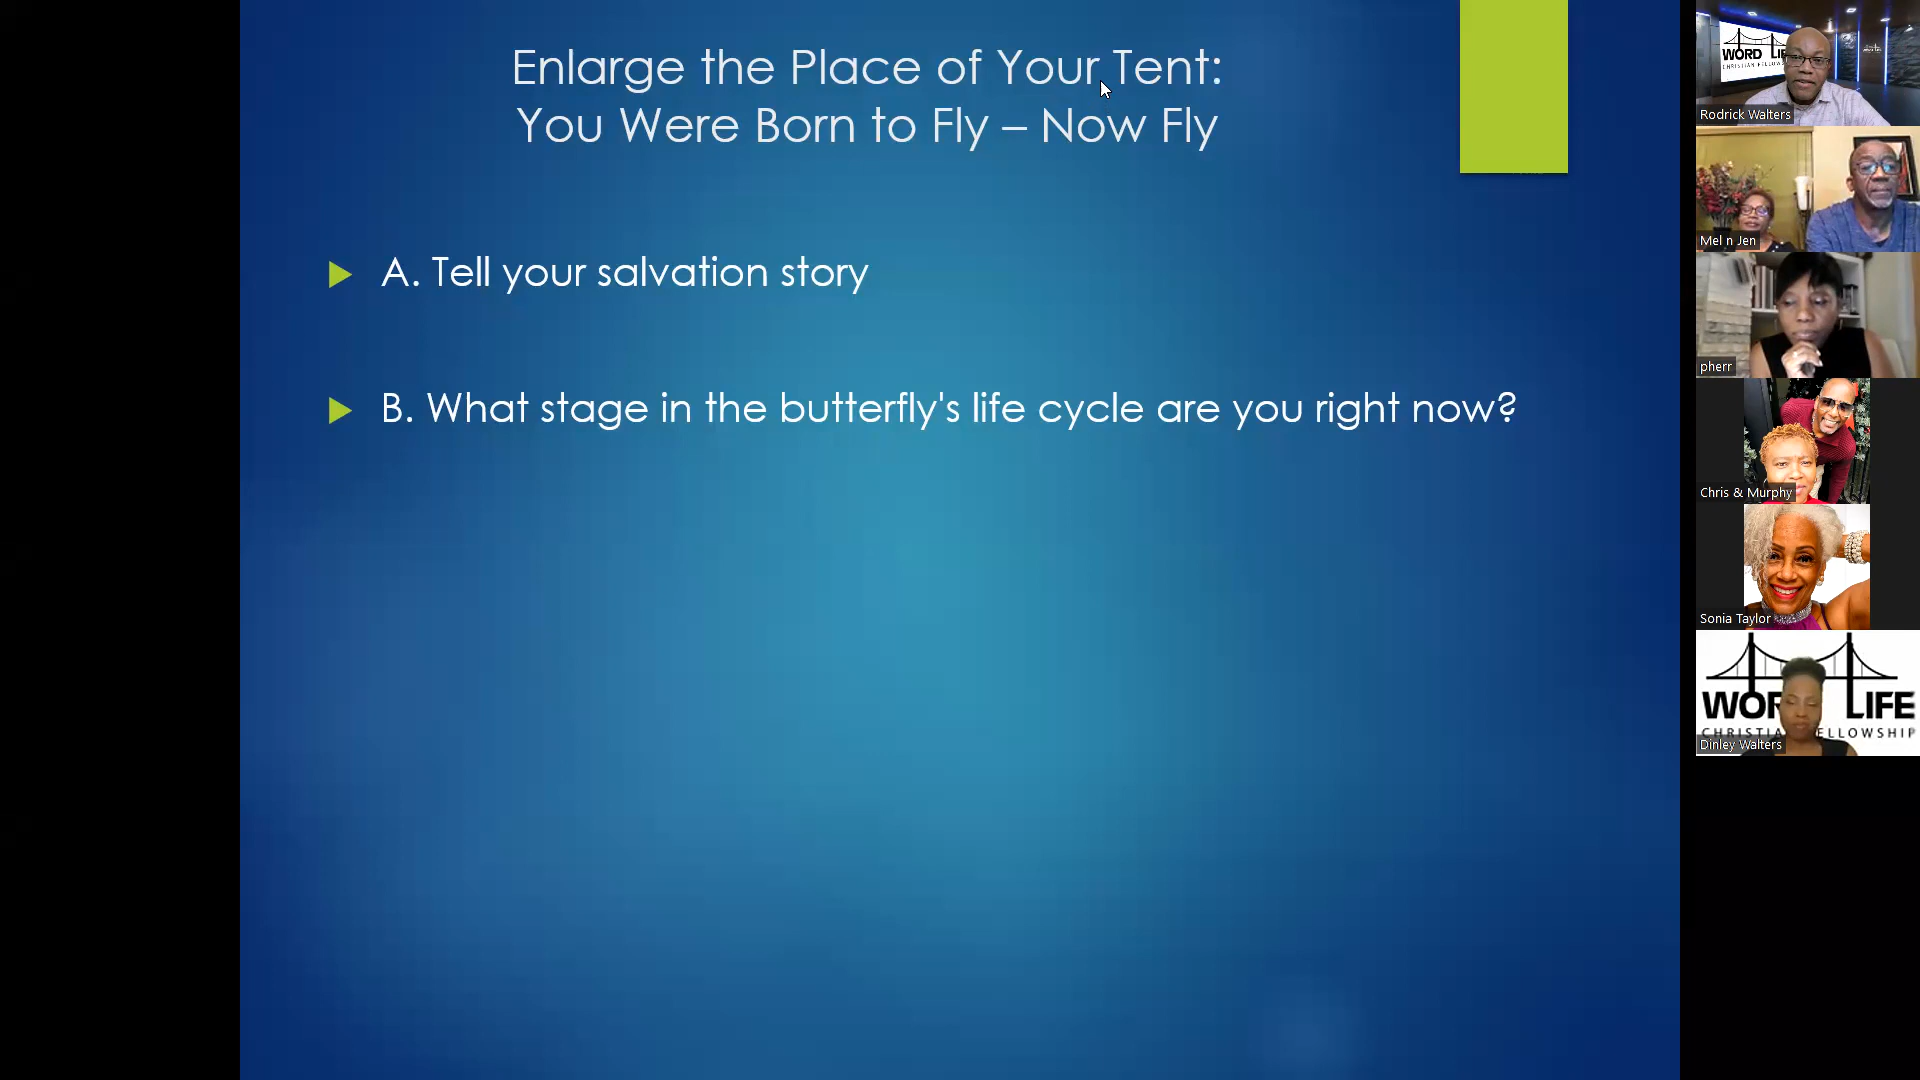 Enlarge the Place of Your Tent:
You Were Born to Fly – Now Fly
A. Tell your salvation story
B. What stage in the butterfly's life cycle are you right now?
WORD
Rodrick Walters
Mel n Jen
pherr
Chris & Murphy
Sonia Taylor
LIFE
Dinley Walters